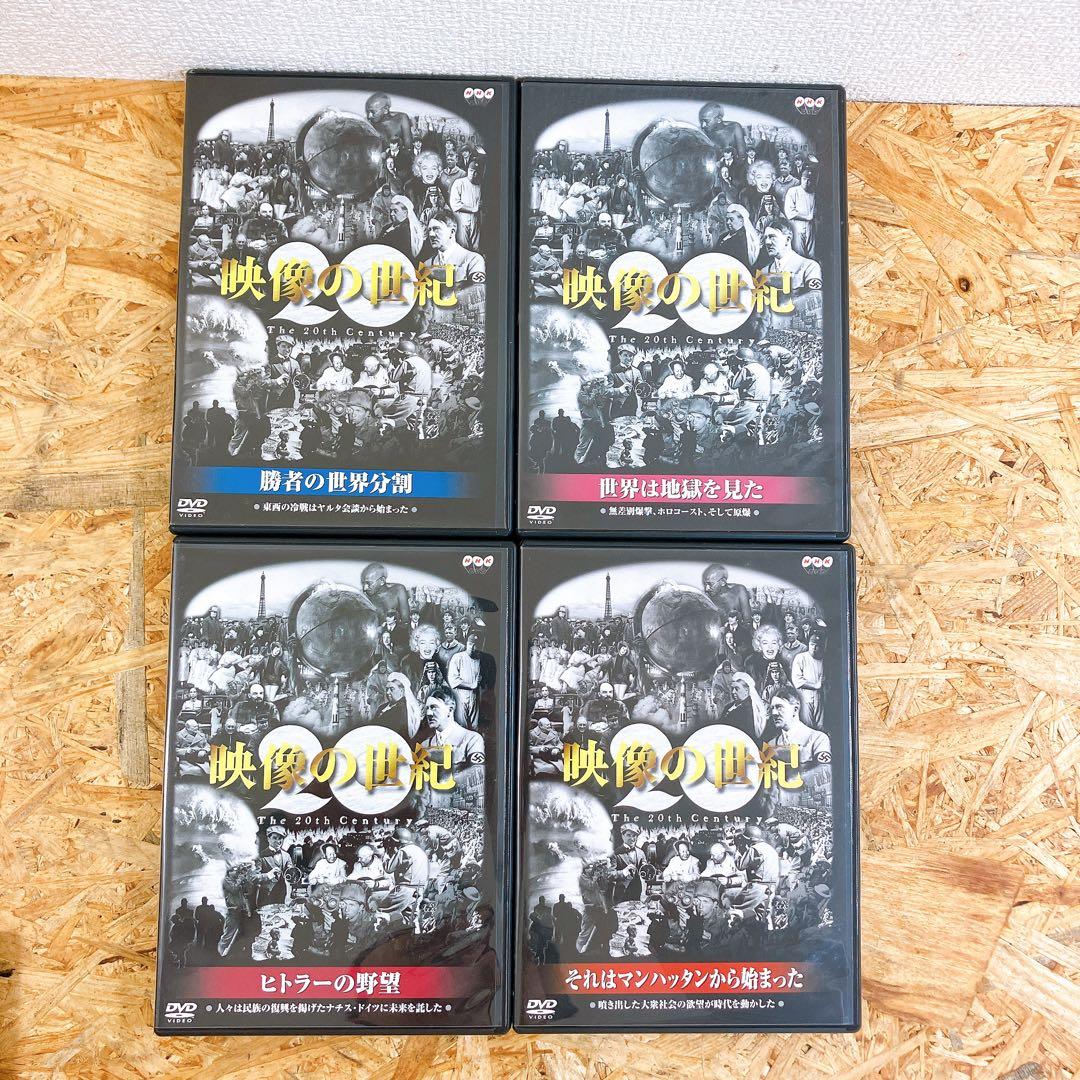 NHK
20
映像の世紀
The 20th Century
勝者の世界分割
DVD
VIDEO
東西の冷戦はヤルタ会談から始まった
NHK
20
映像の世紀
The 20th Century
世界は地獄を見た
DVD
VIDEO
無差別爆撃、ホロコースト、そして原爆
NHK
20
映像の世紀
The 20th Century
ヒトラーの野望
DVD
VIDEO
人々は民族の復興を掲げたナチス・ドイツに未来を託した
NHK
20
映像の世紀
The 20th Century
それはマンハッタンから始まった
DVD
VIDEO
噴き出した大衆社会の欲望が時代を動かした